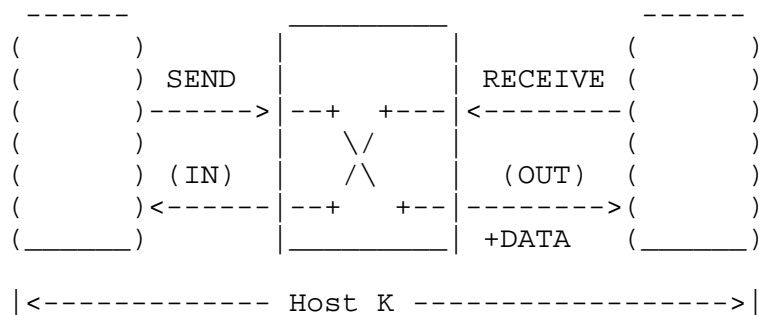 SEND RECEIVE
(IN) (OUT)
+DATA
Host K